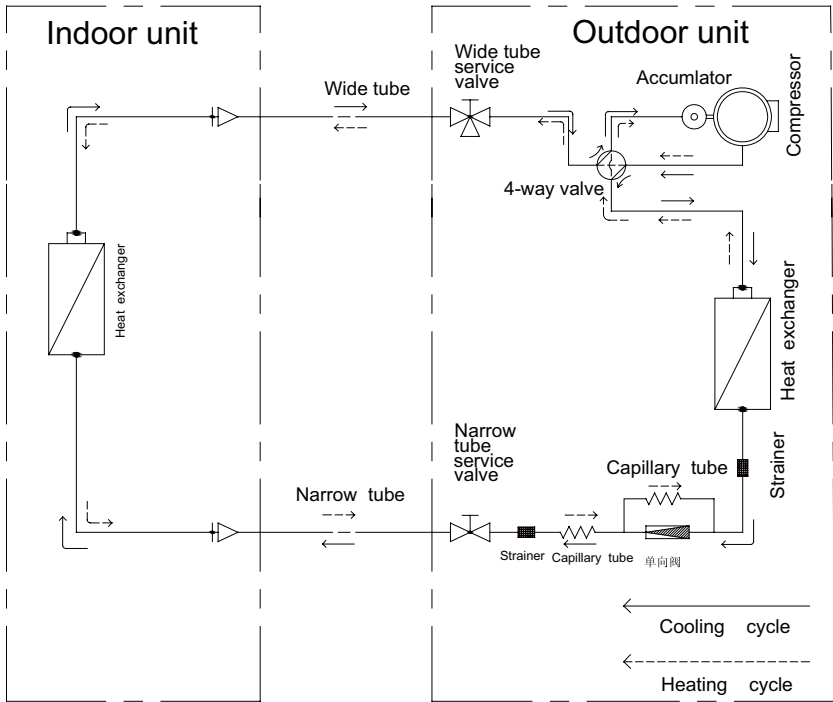 Indoor unit
Outdoor unit
Wide tube
service
valve
Wide tube
Accumlator
Compressor
4-way valve
Heat exchanger
Heat exchanger
Narrow
tube
service
valve
Capillary tube
Strainer
Narrow tube
Strainer
Capillary tube
单向阀
Cooling cycle
Heating cycle